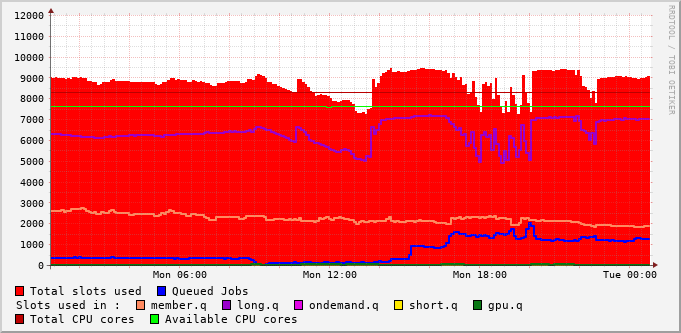 12000
11000
10000
9000
8000
7000
6000
5000
4000
3000
2000
1000
0
Mon 06:00 Mon 12:00 Mon 18:00 Tue 00:00
Total slots used Queued Jobs
Slots used in : member.q long.q ondemand.q short.q gpu.q
Total CPU cores Available CPU cores
RRDTOOL / TOBI OETIKER